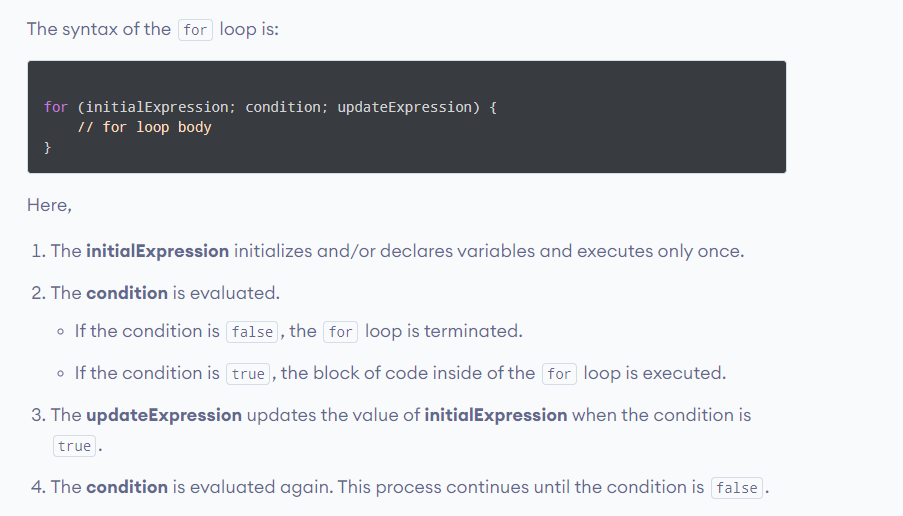 The syntax of the for loop is:
for (initialExpression; condition; updateExpression) {
    // for loop body
}
Here,
1. The initialExpression initializes and/or declares variables and executes only once.
2. The condition is evaluated.
◦ If the condition is false, the for loop is terminated.
◦ If the condition is true, the block of code inside of the for loop is executed.
3. The updateExpression updates the value of initialExpression when the condition is
true.
4. The condition is evaluated again. This process continues until the condition is false.